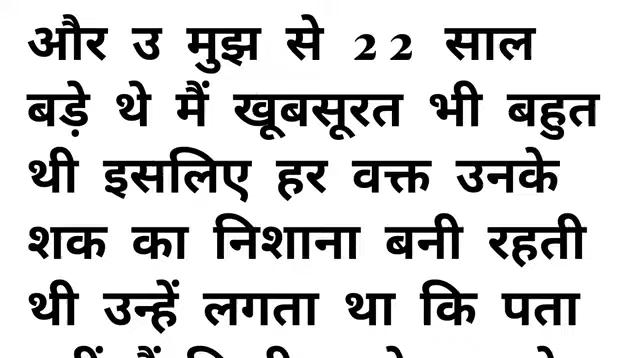 और उ मुझ से 22 साल
बड़े थे मैं खूबसूरत भी बहुत
थी इसलिए हर वक्त उनके
शक का निशाना बनी रहती
थी उन्हें लगता था कि पता